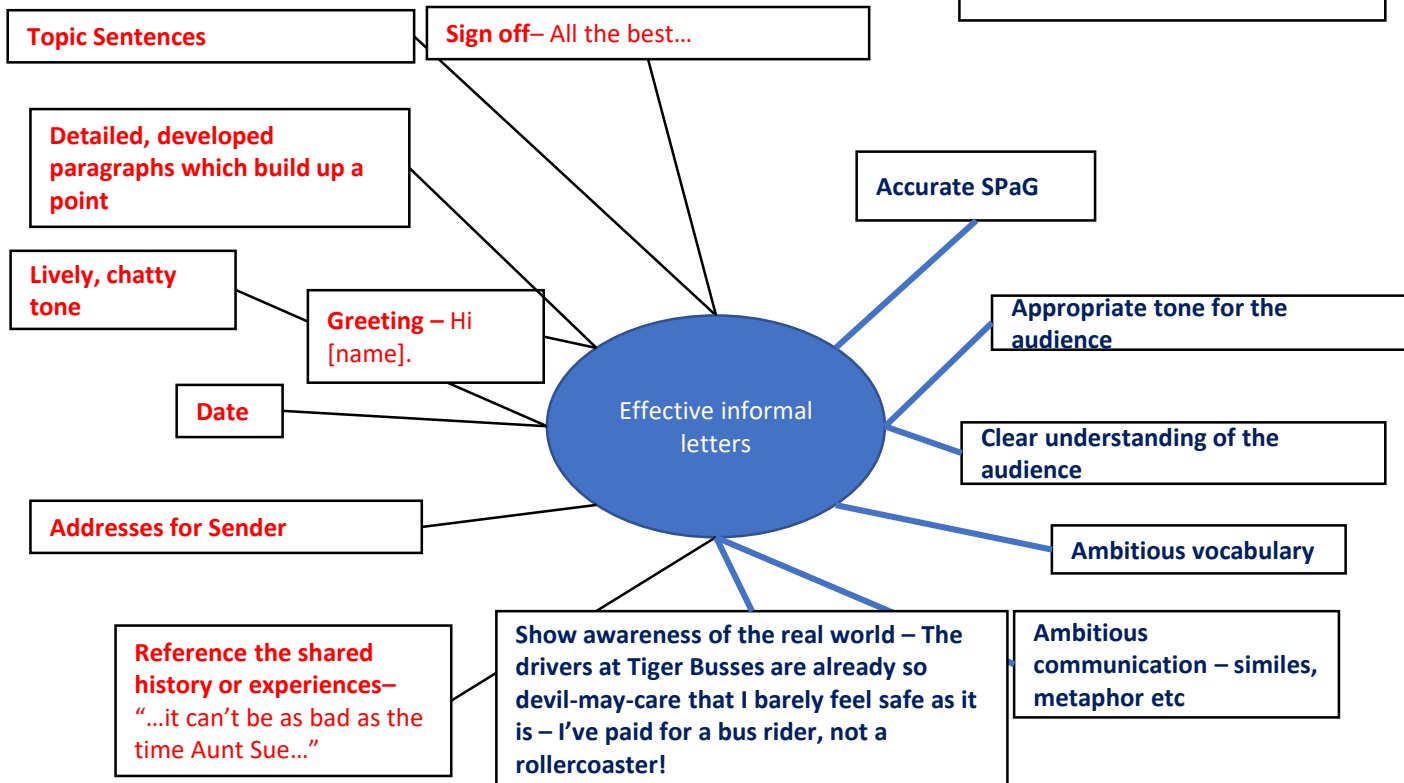 Topic Sentences
Sign off– All the best…
Detailed, developed
paragraphs which build up a
point
Accurate SPaG
Lively, chatty
tone
Greeting – Hi
[name].
Appropriate tone for the
audience
Date
Effective informal
letters
Clear understanding of the
audience
Addresses for Sender
Ambitious vocabulary
Reference the shared
history or experiences–
“…it can’t be as bad as the
time Aunt Sue…”
Show awareness of the real world – The
drivers at Tiger Busses are already so
devil-may-care that I barely feel safe as it
is – I’ve paid for a bus rider, not a
rollercoaster!
Ambitious
communication – similes,
metaphor etc